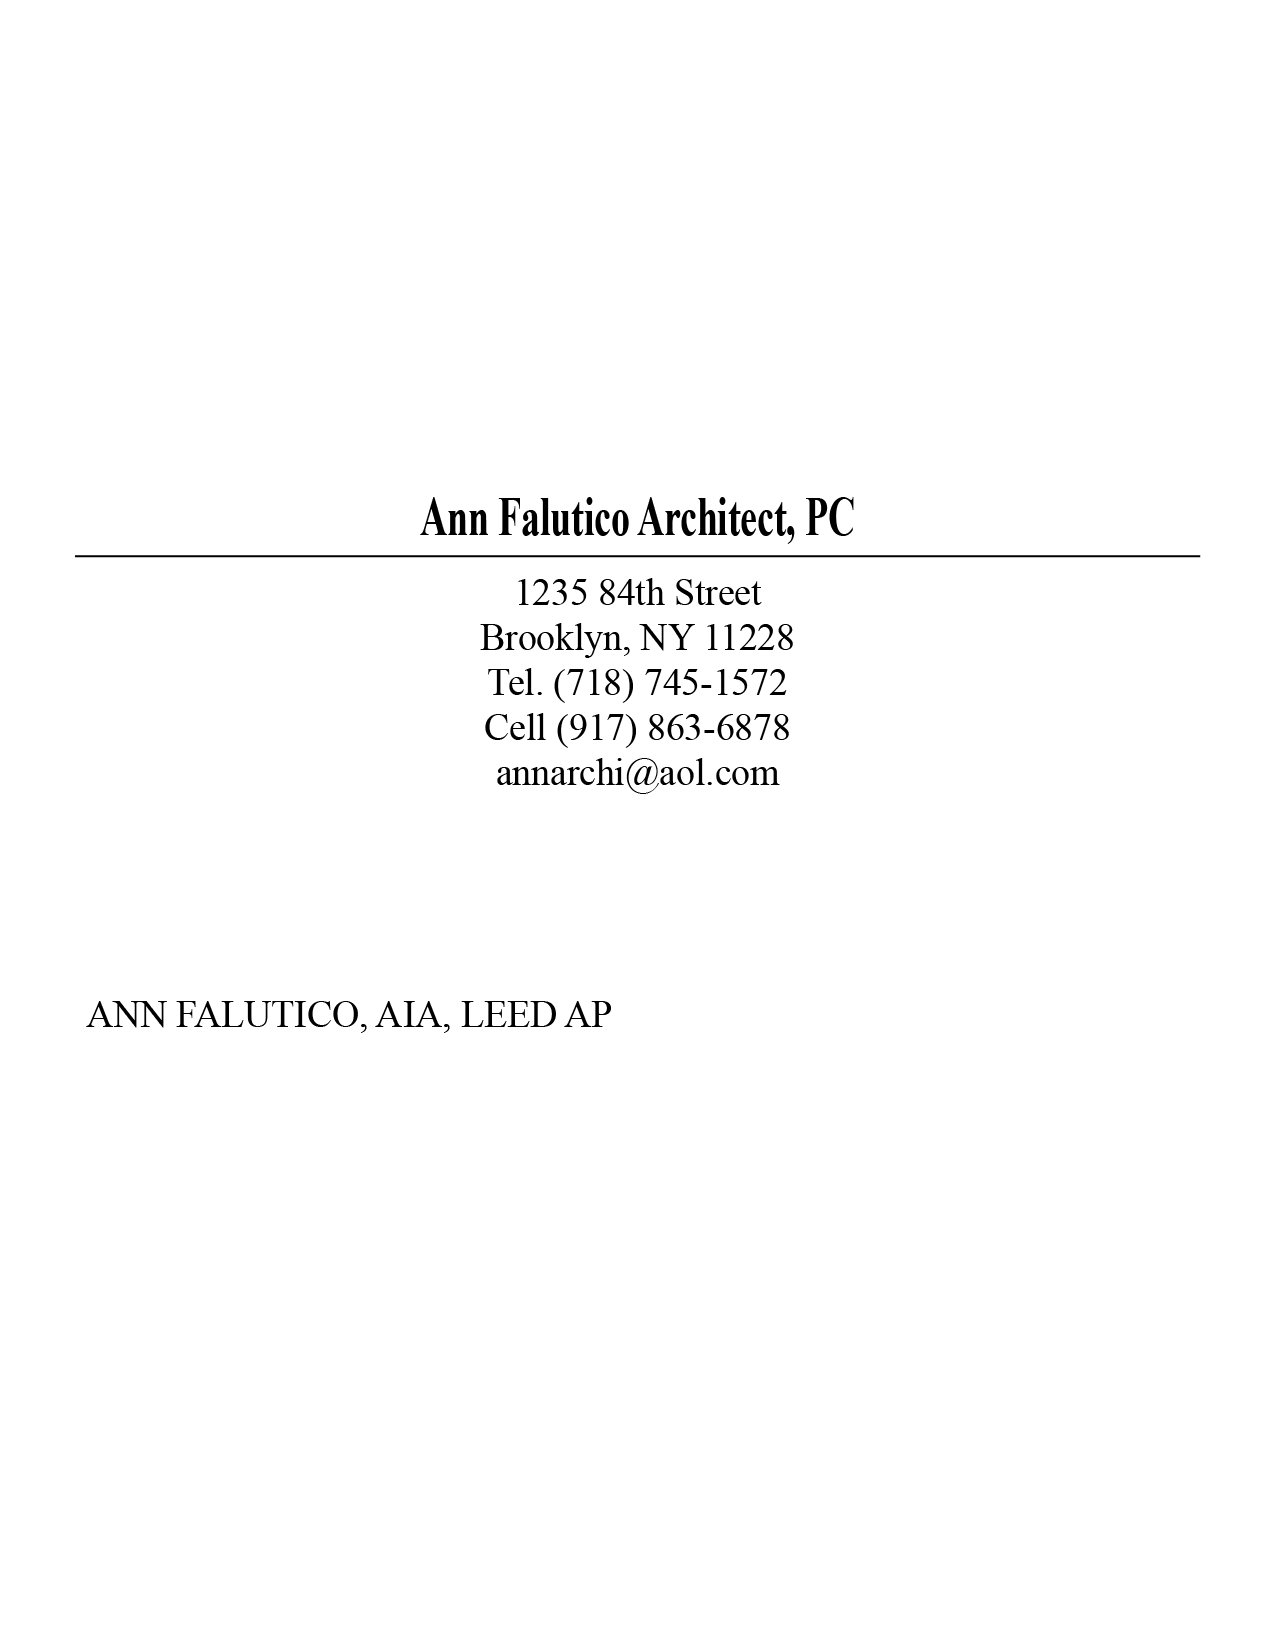 Ann Falutico Architect, PC
1235 84th Street
Brooklyn, NY 11228
Tel. (718) 745-1572
Cell (917) 863-6878
annarchi@aol.com
ANN FALUTICO, AIA, LEED AP